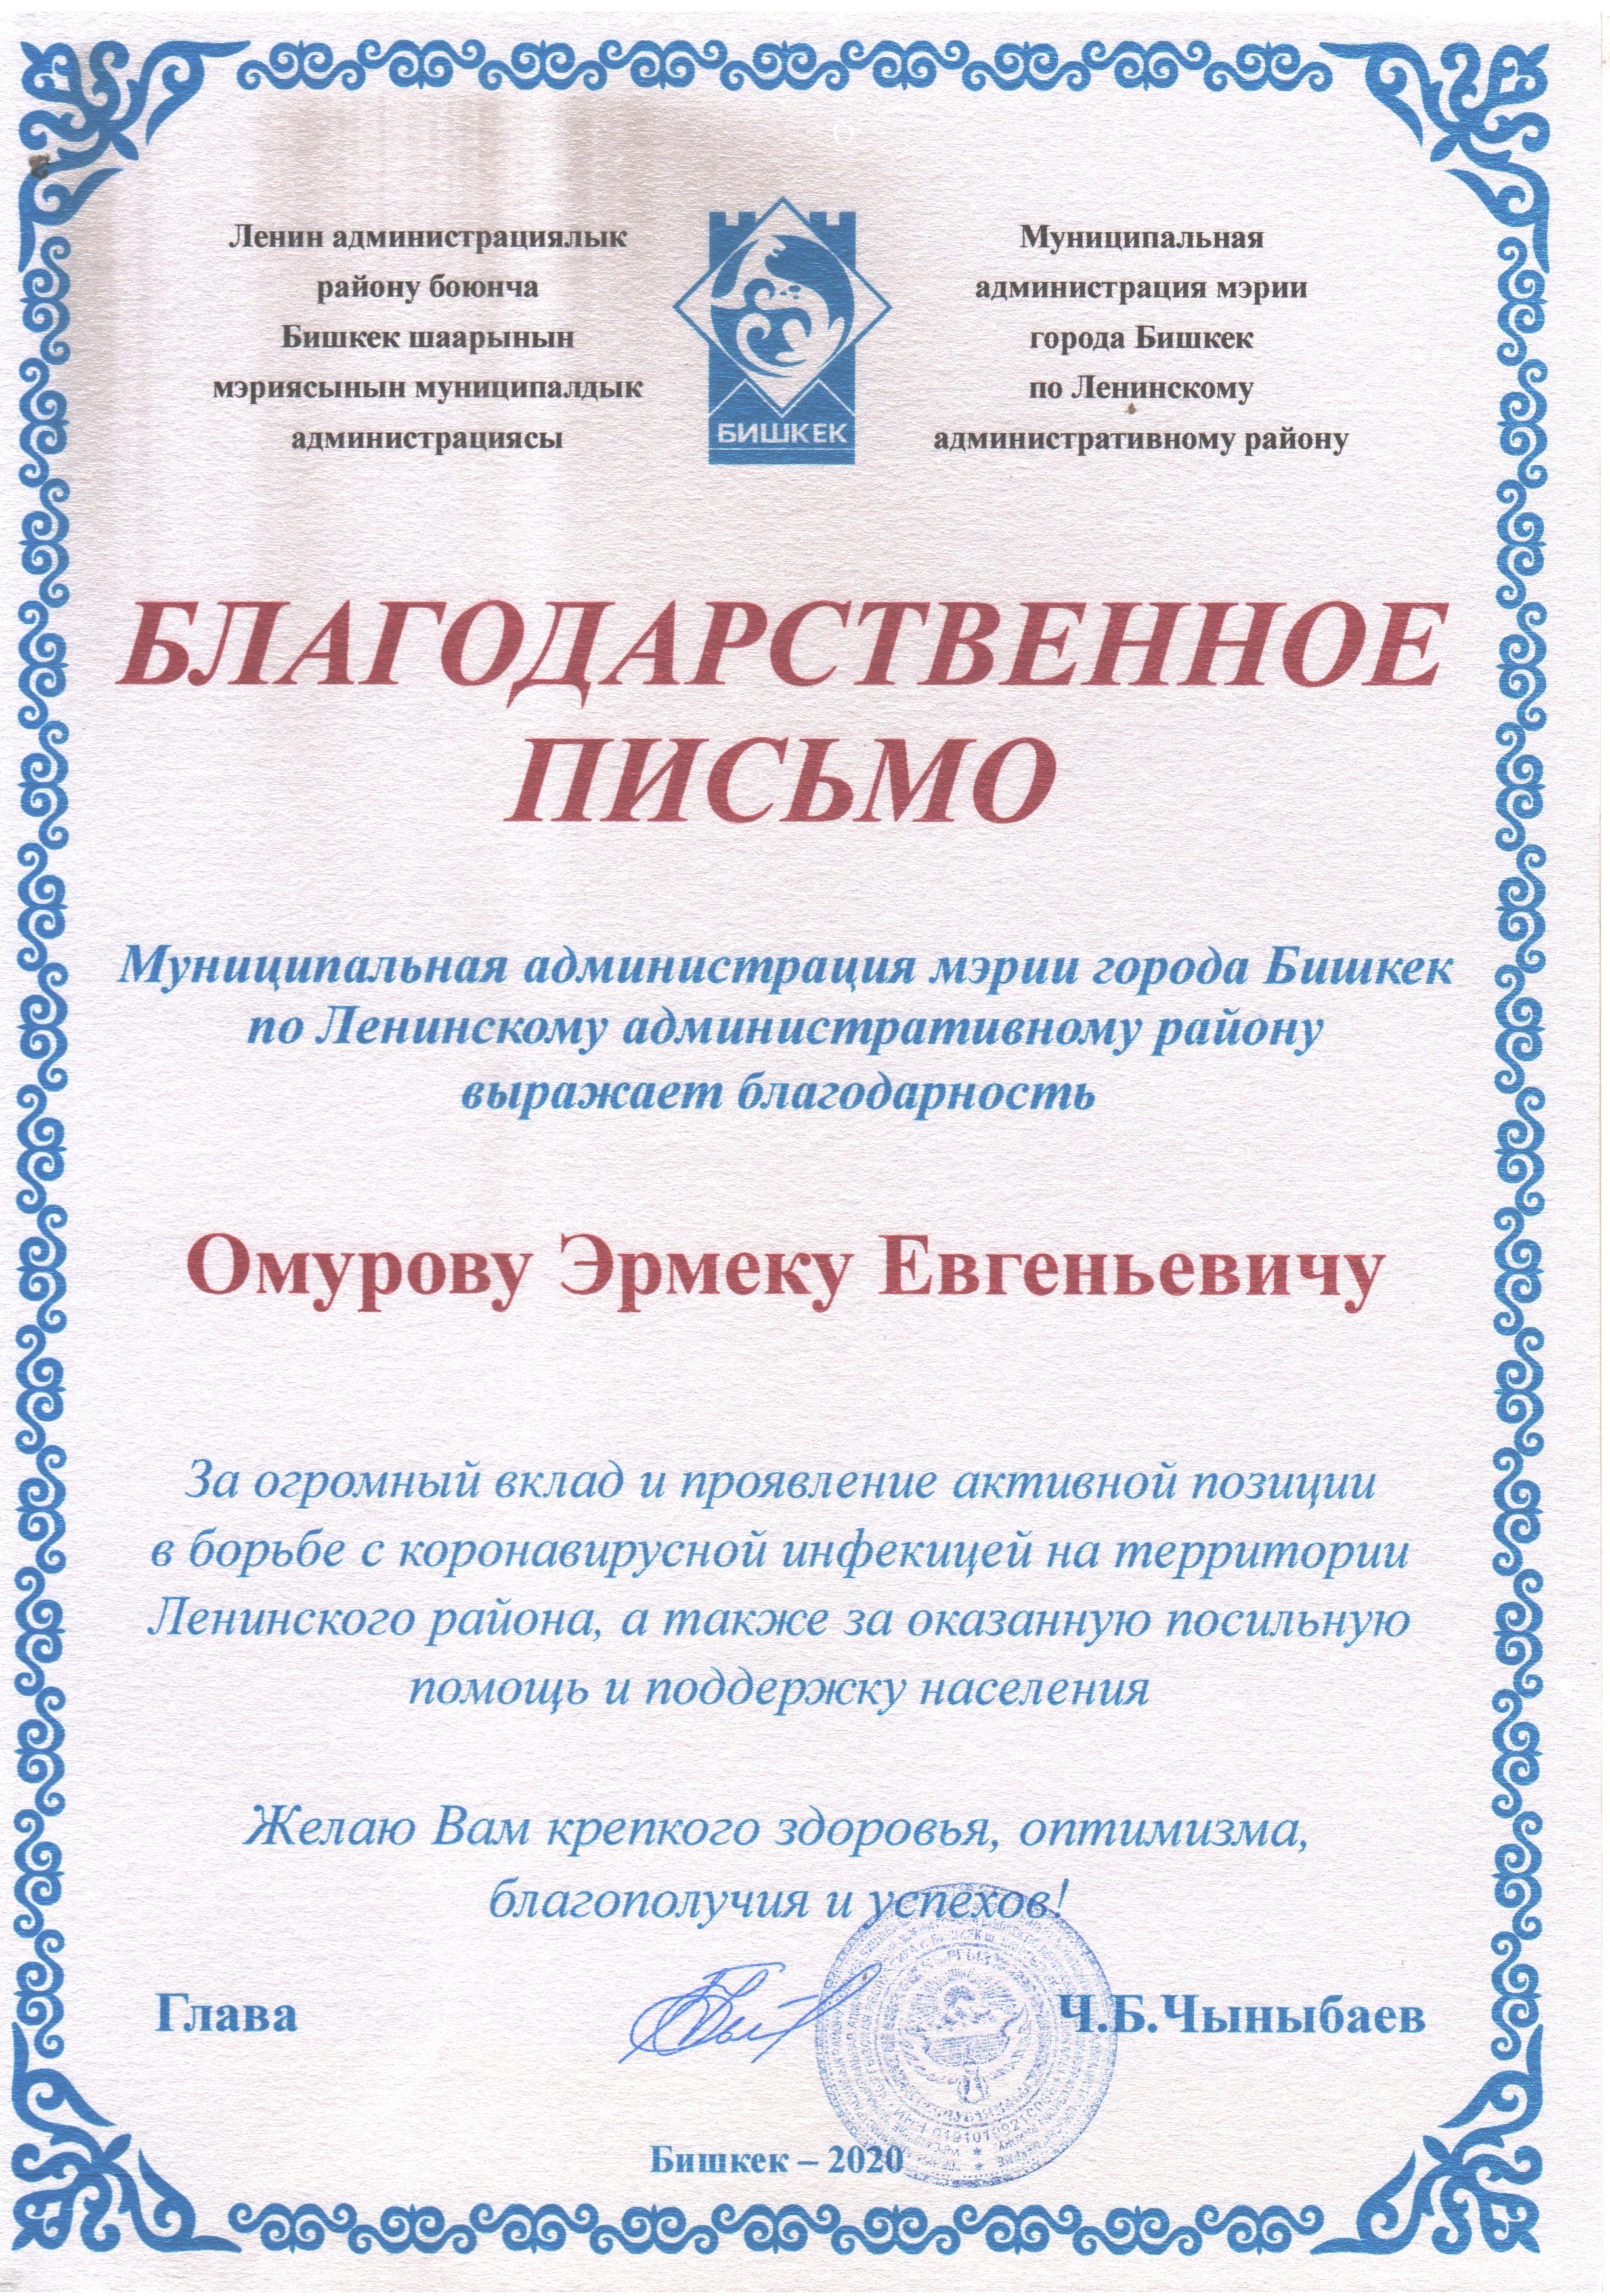 Ленин администрациялык
району боюнча
Бишкек шаарынын
мэриясынын муниципалдык
администрациясы
БИШКЕК
Муниципальная
администрация мэрии
города Бишкек
по Ленинскому
административному району
БЛАГОДАРСТВЕННОЕ
ПИСЬМО
Муниципальная администрация мэрии города Бишкек
по Ленинскому административному району
выражает благодарность
Омурову Эрмеку Евгеньевичу
За огромный вклад и проявление активной позиции
в борьбе с коронавирусной инфекицей на территории
Ленинского района, а также за оказанную посильную
помощь и поддержку населения
Желаю Вам крепкого здоровья, оптимизма,
благополучия и успехов!
Глава
Ч.Б.Чыныбаев
Бишкек – 2020